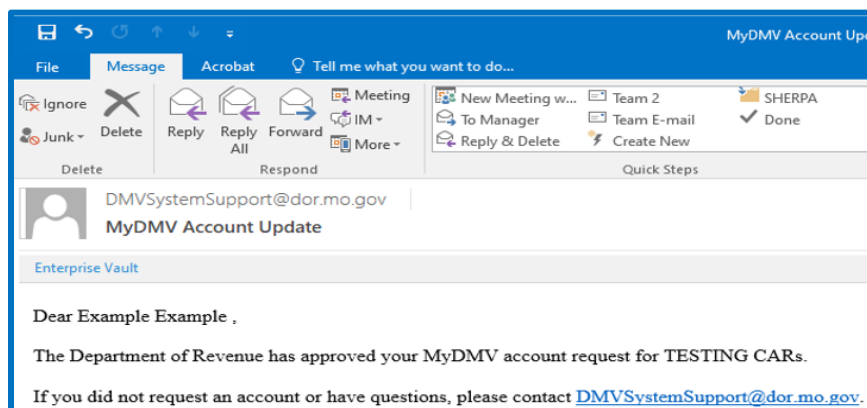 MyDMV Account Upd
File Message Acrobat Tell me what you want to do...
Ignore
Junk
Delete
Reply
Reply All
Forward
Meeting
IM
More
New Meeting w...
To Manager
Reply & Delete
Team 2
Team E-mail
Create New
SHERPA
Done
Delete Respond Quick Steps
DMVSystemSupport@dor.mo.gov
MyDMV Account Update
Enterprise Vault
Dear Example Example ,
The Department of Revenue has approved your MyDMV account request for TESTING CARs.
If you did not request an account or have questions, please contact DMVSystemSupport@dor.mo.gov.